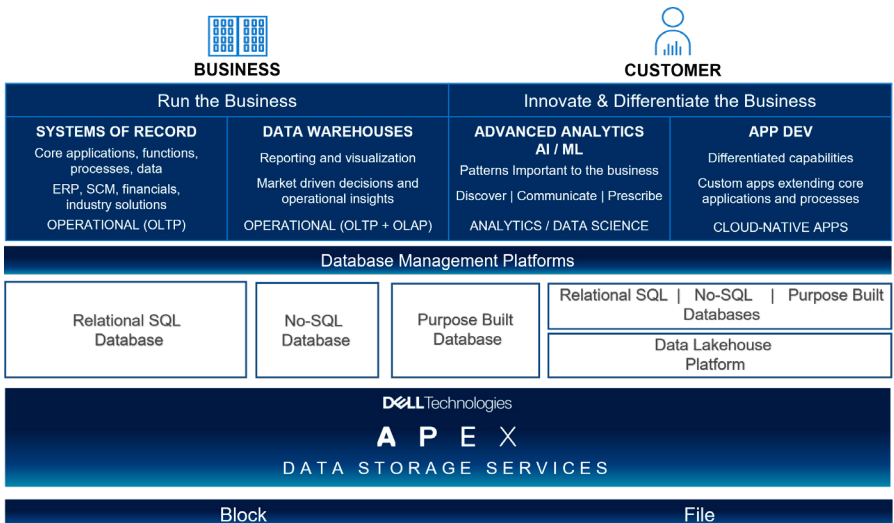 BUSINESS
CUSTOMER
Run the Business
Innovate & Differentiate the Business
SYSTEMS OF RECORD
Core applications, functions,
processes, data
ERP, SCM, financials,
industry solutions
OPERATIONAL (OLTP)
DATA WAREHOUSES
Reporting and visualization
Market driven decisions and
operational insights
OPERATIONAL (OLTP + OLAP)
ADVANCED ANALYTICS
AI / ML
Patterns Important to the business
Discover | Communicate | Prescribe
ANALYTICS / DATA SCIENCE
APP DEV
Differentiated capabilities
Custom apps extending core
applications and processes
CLOUD-NATIVE APPS
Database Management Platforms
Relational SQL
Database
No-SQL
Database
Purpose Built
Database
Relational SQL | No-SQL | Purpose Built
Databases
Data Lakehouse
Platform
DELLTechnologies
APEX
DATA STORAGE SERVICES
Block
File